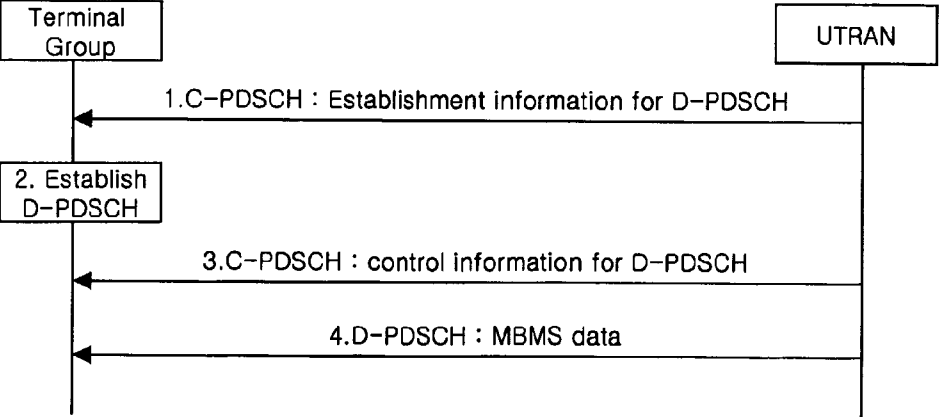 Terminal
Group
UTRAN
1.C-PDSCH : Establishment information for D-PDSCH
2. Establish
D-PDSCH
3.C-PDSCH : control information for D-PDSCH
4.D-PDSCH : MBMS data